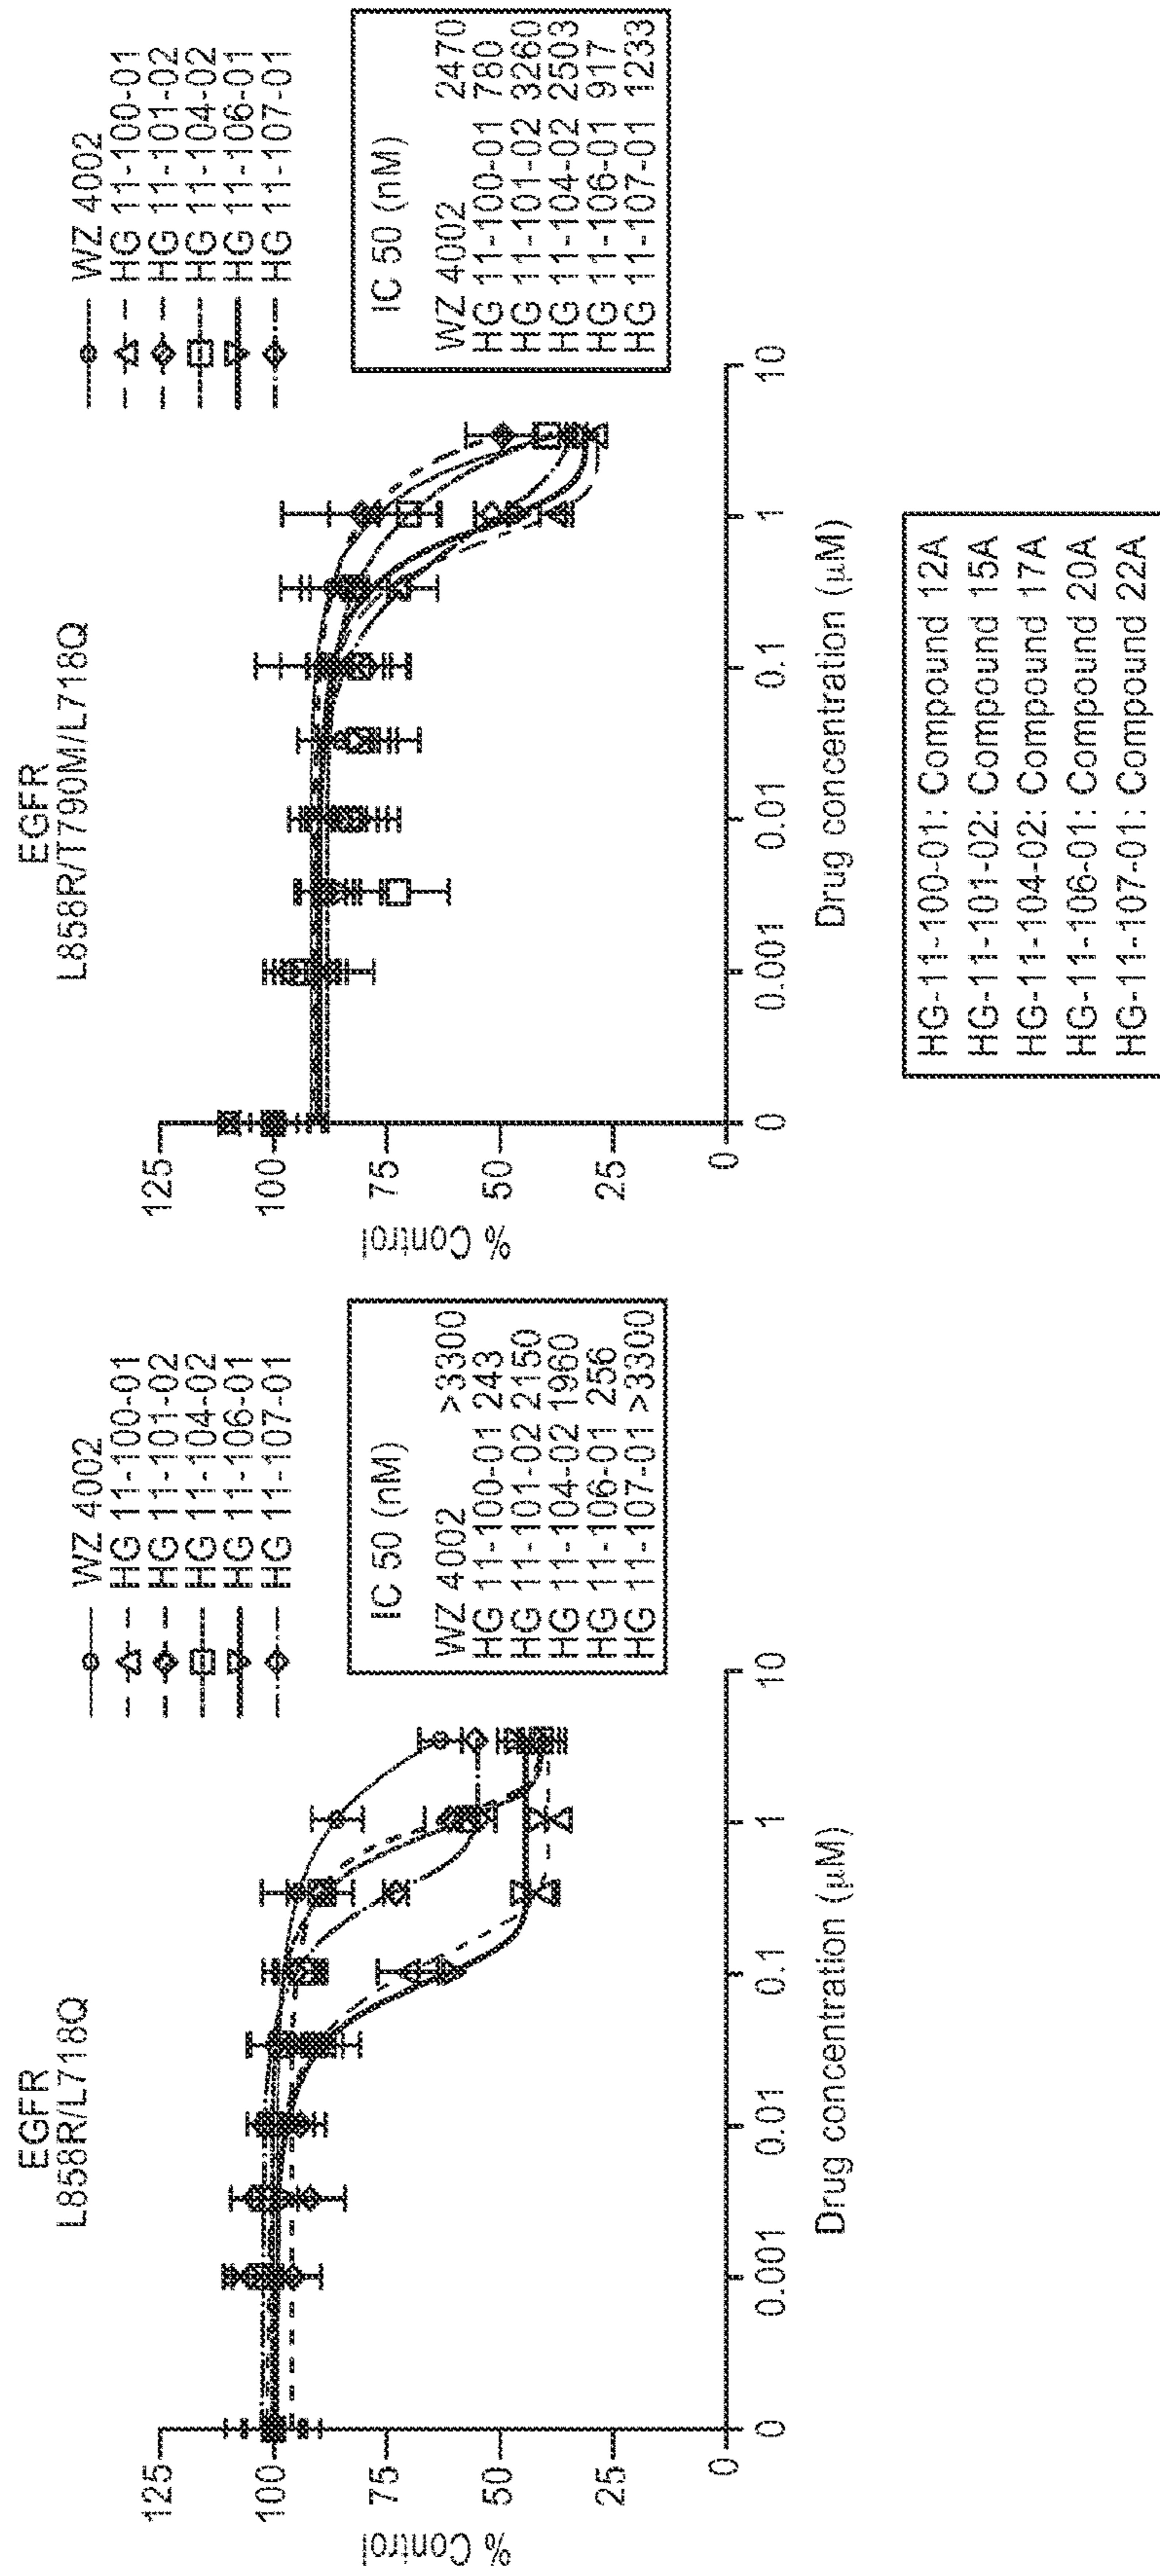 EGFR
L858R/L718Q
WZ 4002
HG 11-100-01
HG 11-101-02
HG 11-104-02
HG 11-106-01
HG 11-107-01
IC 50 (nM)
WZ 4002 >3300
HG 11-100-01 243
HG 11-101-02 2150
HG 11-104-02 1960
HG 11-106-01 256
HG 11-107-01 >3300
% Control
125
100
75
50
25
0
0 0.001 0.01 0.1 1 10
Drug concentration (μM)
EGFR
L858R/T790M/L718Q
WZ 4002
HG 11-100-01
HG 11-101-02
HG 11-104-02
HG 11-106-01
HG 11-107-01
IC 50 (nM)
WZ 4002 2470
HG 11-100-01 780
HG 11-101-02 3260
HG 11-104-02 2503
HG 11-106-01 917
HG 11-107-01 1233
% Control
125
100
75
50
25
0
0 0.001 0.01 0.1 1 10
Drug concentration (μM)
HG-11-100-01: Compound 12A
HG-11-101-02: Compound 15A
HG-11-104-02: Compound 17A
HG-11-106-01: Compound 20A
HG-11-107-01: Compound 22A